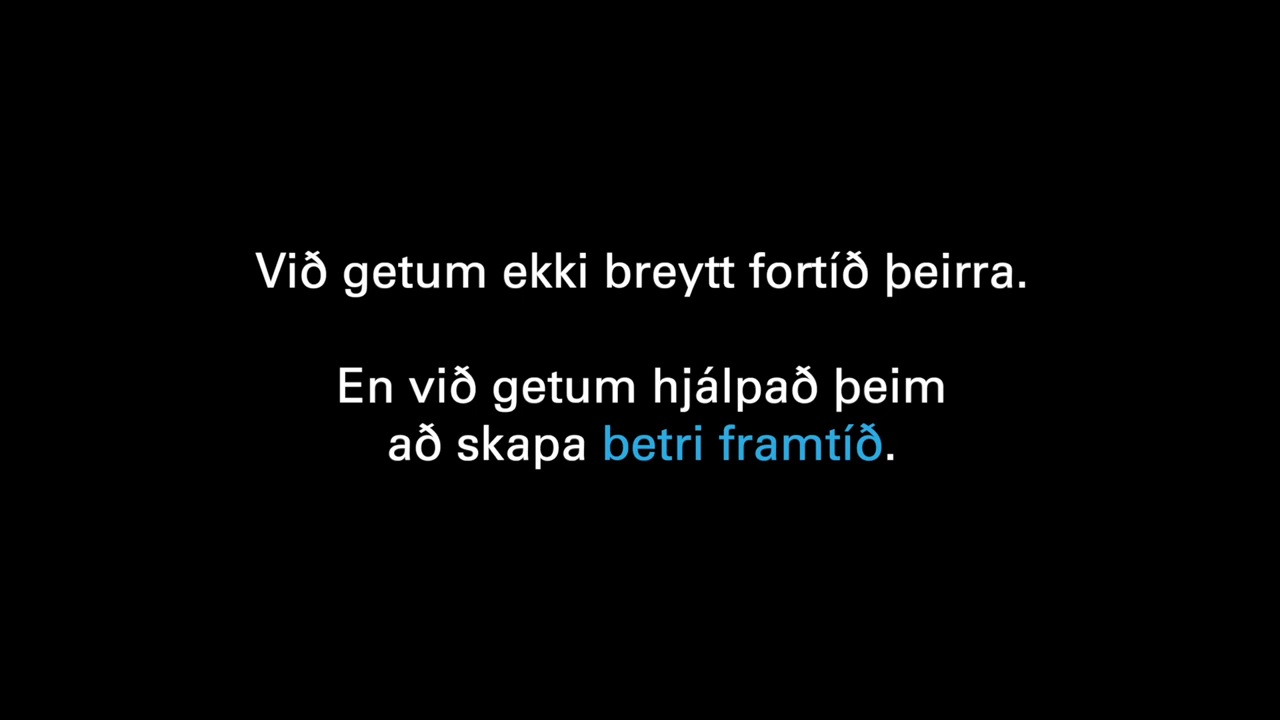 Við getum ekki breytt fortíð þeirra.
En við getum hjálpað þeim
að skapa betri framtíð.